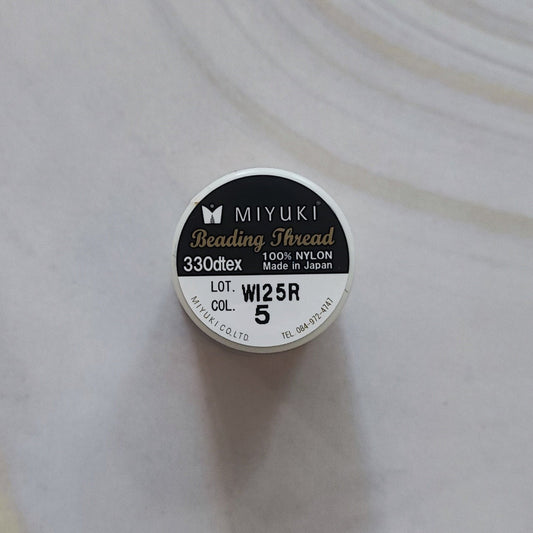 MIYUKI®
Beading Thread
330dtex
100% NYLON
Made in Japan
LOT. WI25R
COL. 5
MIYUKI CO.,LTD.
TEL. 084-972-4747